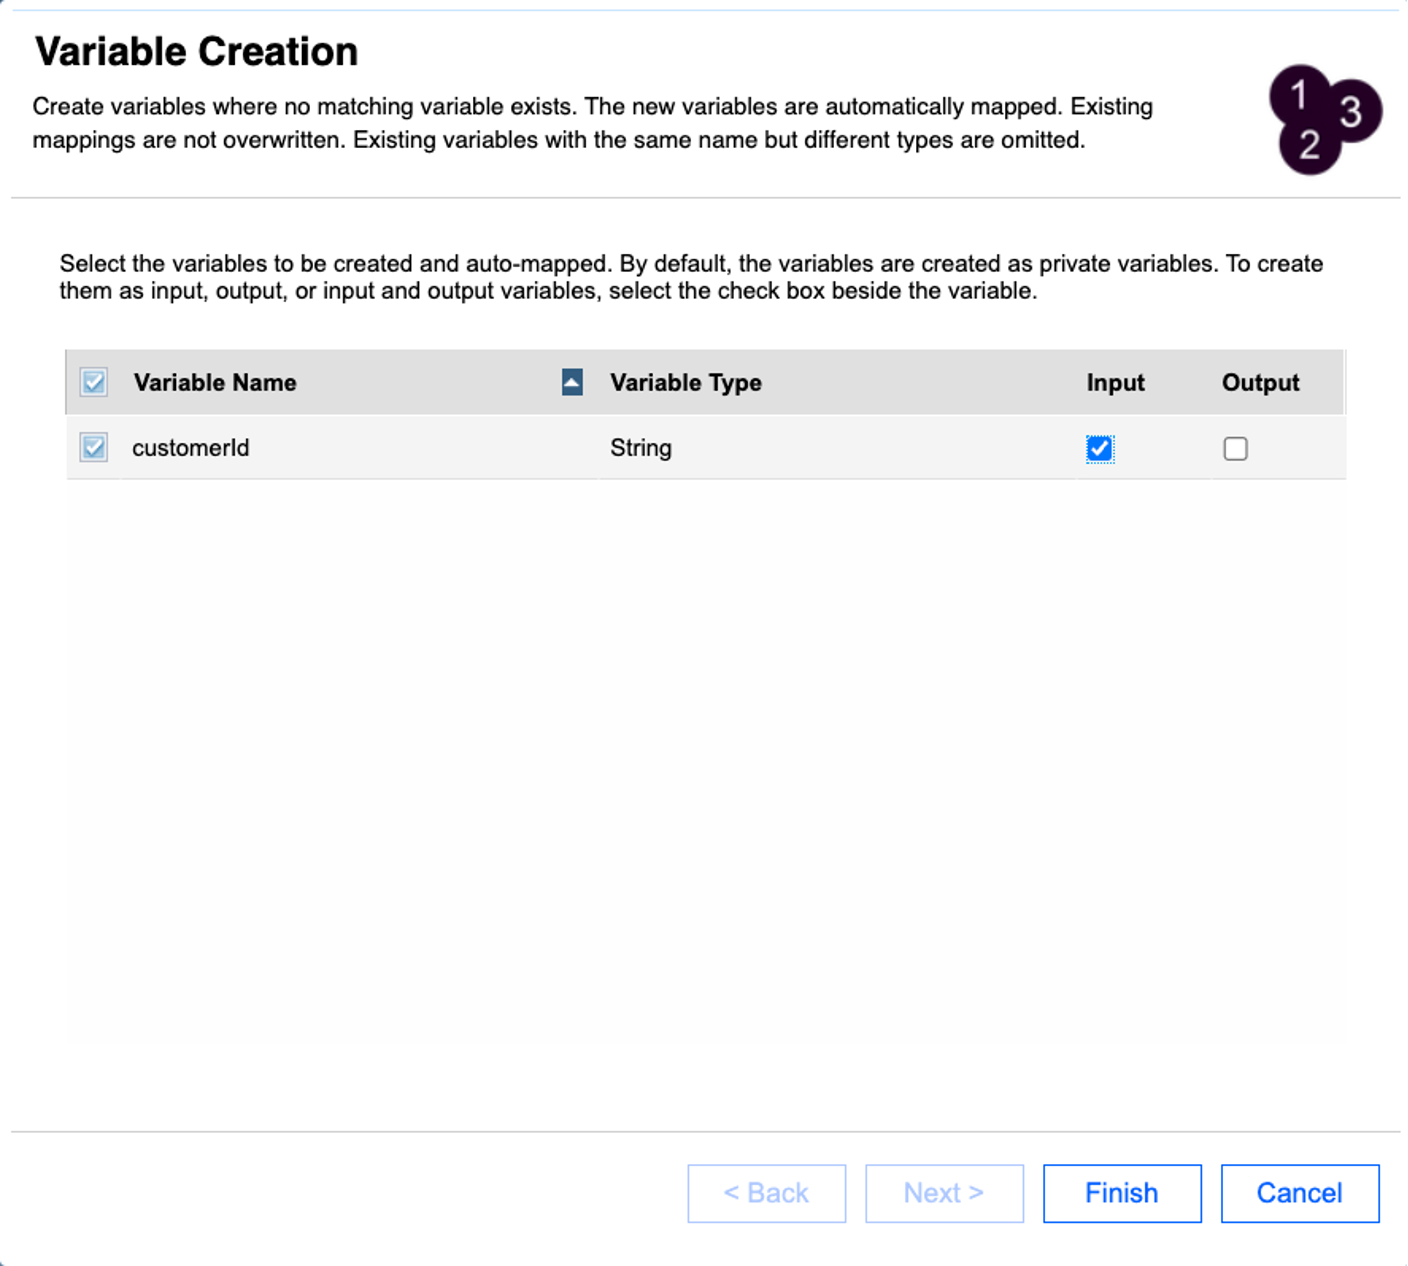 Variable Creation
Create variables where no matching variable exists. The new variables are automatically mapped. Existing
mappings are not overwritten. Existing variables with the same name but different types are omitted.
1 3
2
Select the variables to be created and auto-mapped. By default, the variables are created as private variables. To create
them as input, output, or input and output variables, select the check box beside the variable.
Variable Name Variable Type Input Output
customerId String
< Back Next > Finish Cancel